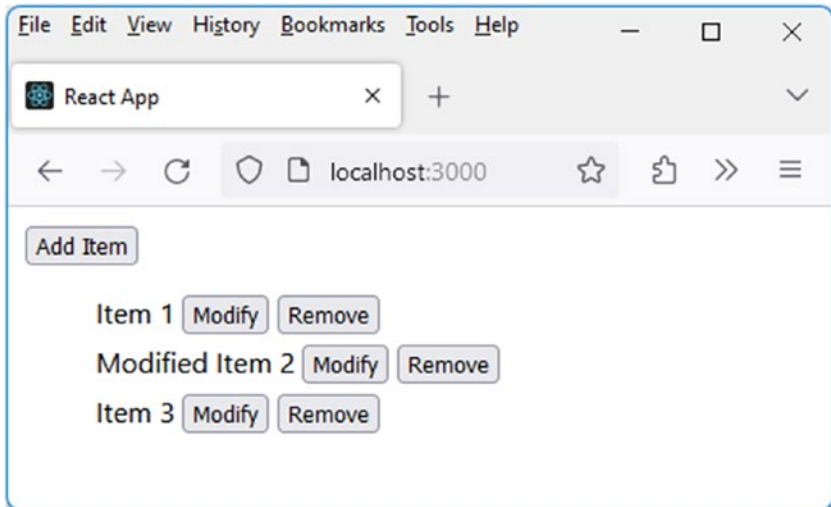 File Edit View History Bookmarks Tools Help
React App
localhost:3000
Add Item
Item 1 Modify Remove
Modified Item 2 Modify Remove
Item 3 Modify Remove